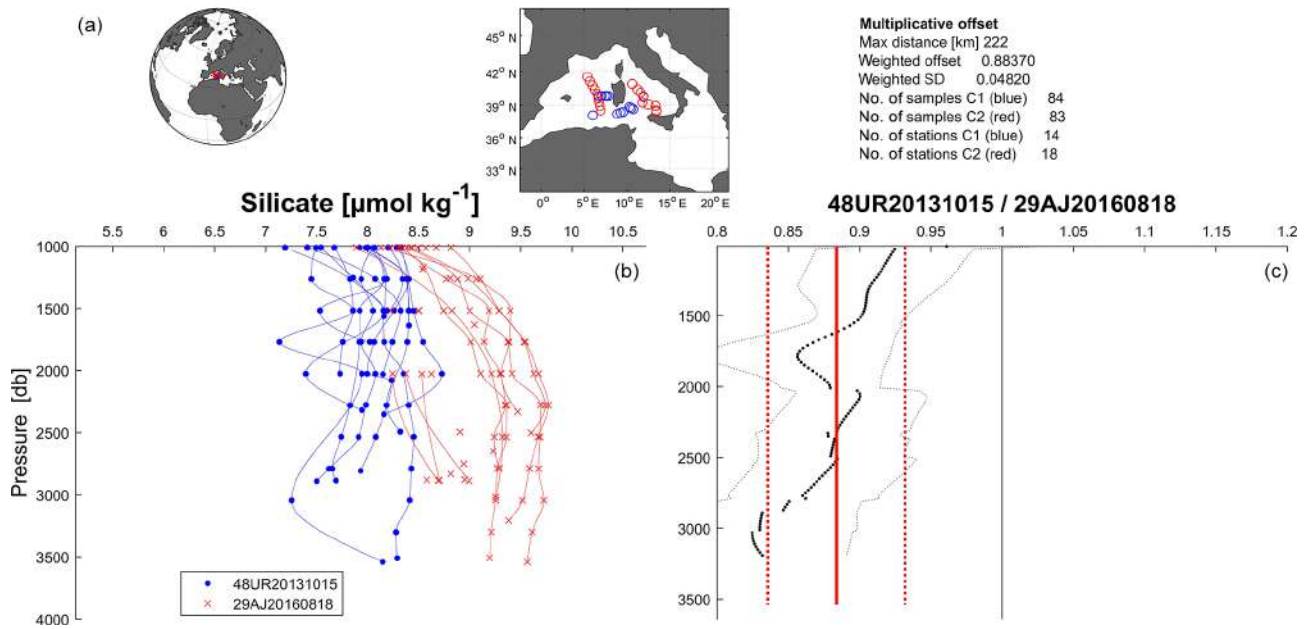 (a)
45° N
42° N
39° N
36° N
33° N
0° 5° E 10° E 15° E 20° E
Multiplicative offset
Max distance [km] 222
Weighted offset 0.88370
Weighted SD 0.04820
No. of samples C1 (blue) 84
No. of samples C2 (red) 83
No. of stations C1 (blue) 14
No. of stations C2 (red) 18
Silicate [µmol kg-1]
5.5 6 6.5 7 7.5 8 8.5 9 9.5 10 10.5
(b)
Pressure [db]
1000
1500
2000
2500
3000
3500
4000
48UR20131015
29AJ20160818
48UR20131015 / 29AJ20160818
0.8 0.85 0.9 0.95 1 1.05 1.1 1.15 1.2
(c)
1500
2000
2500
3000
3500